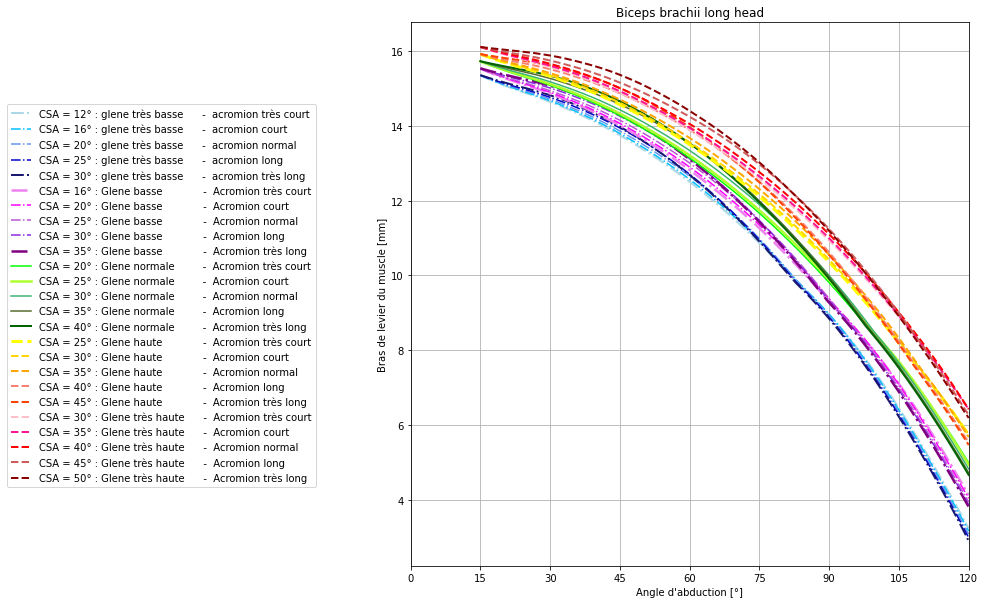 Biceps brachii long head
CSA = 12° : glene très basse - acromion très court
CSA = 16° : glene très basse - acromion court
CSA = 20° : glene très basse - acromion normal
CSA = 25° : glene très basse - acromion long
CSA = 30° : glene très basse - acromion très long
CSA = 16° : Glene basse - Acromion très court
CSA = 20° : Glene basse - Acromion court
CSA = 25° : Glene basse - Acromion normal
CSA = 30° : Glene basse - Acromion long
CSA = 35° : Glene basse - Acromion très long
CSA = 20° : Glene normale - Acromion très court
CSA = 25° : Glene normale - Acromion court
CSA = 30° : Glene normale - Acromion normal
CSA = 35° : Glene normale - Acromion long
CSA = 40° : Glene normale - Acromion très long
CSA = 25° : Glene haute - Acromion très court
CSA = 30° : Glene haute - Acromion court
CSA = 35° : Glene haute - Acromion normal
CSA = 40° : Glene haute - Acromion long
CSA = 45° : Glene haute - Acromion très long
CSA = 30° : Glene très haute - Acromion très court
CSA = 35° : Glene très haute - Acromion court
CSA = 40° : Glene très haute - Acromion normal
CSA = 45° : Glene très haute - Acromion long
CSA = 50° : Glene très haute - Acromion très long
Bras de levier du muscle [mm]
16
14
12
10
8
6
4
0 15 30 45 60 75 90 105 120
Angle d'abduction [°]